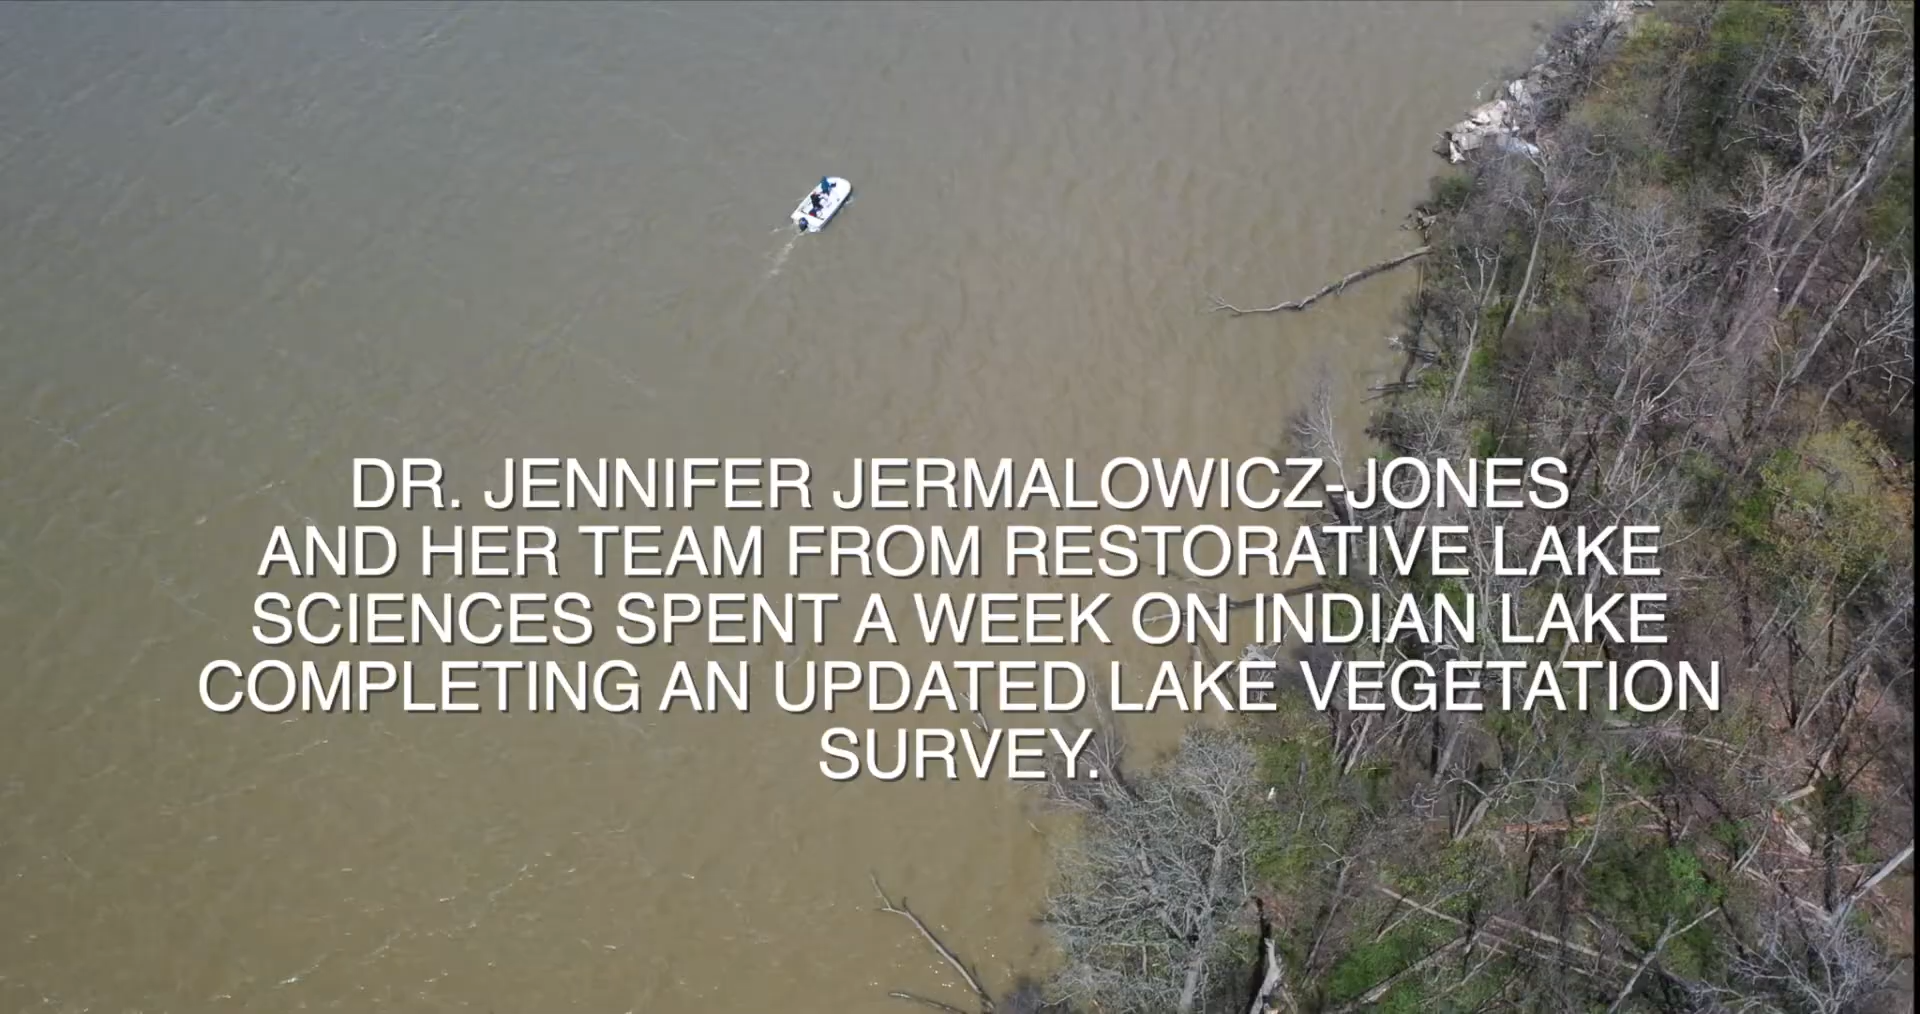 DR. JENNIFER JERMALOWICZ-JONES
AND HER TEAM FROM RESTORATIVE LAKE
SCIENCES SPENT A WEEK ON INDIAN LAKE
COMPLETING AN UPDATED LAKE VEGETATION
SURVEY.